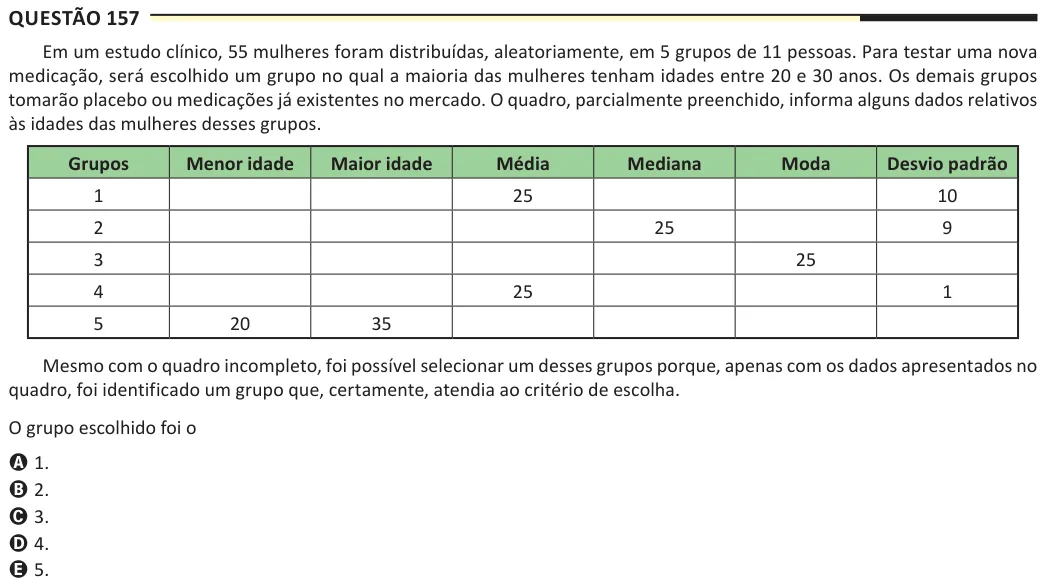 QUESTÃO 157
Em um estudo clínico, 55 mulheres foram distribuídas, aleatoriamente, em 5 grupos de 11 pessoas. Para testar uma nova
medicação, será escolhido um grupo no qual a maioria das mulheres tenham idades entre 20 e 30 anos. Os demais grupos
tomarão placebo ou medicações já existentes no mercado. O quadro, parcialmente preenchido, informa alguns dados relativos
às idades das mulheres desses grupos.
Grupos Menor idade Maior idade Média Mediana Moda Desvio padrão
1 25 10
2 25 9
3 25
4 25 1
5 20 35
Mesmo com o quadro incompleto, foi possível selecionar um desses grupos porque, apenas com os dados apresentados no
quadro, foi identificado um grupo que, certamente, atendia ao critério de escolha.
O grupo escolhido foi o
A 1.
B 2.
C 3.
D 4.
E 5.